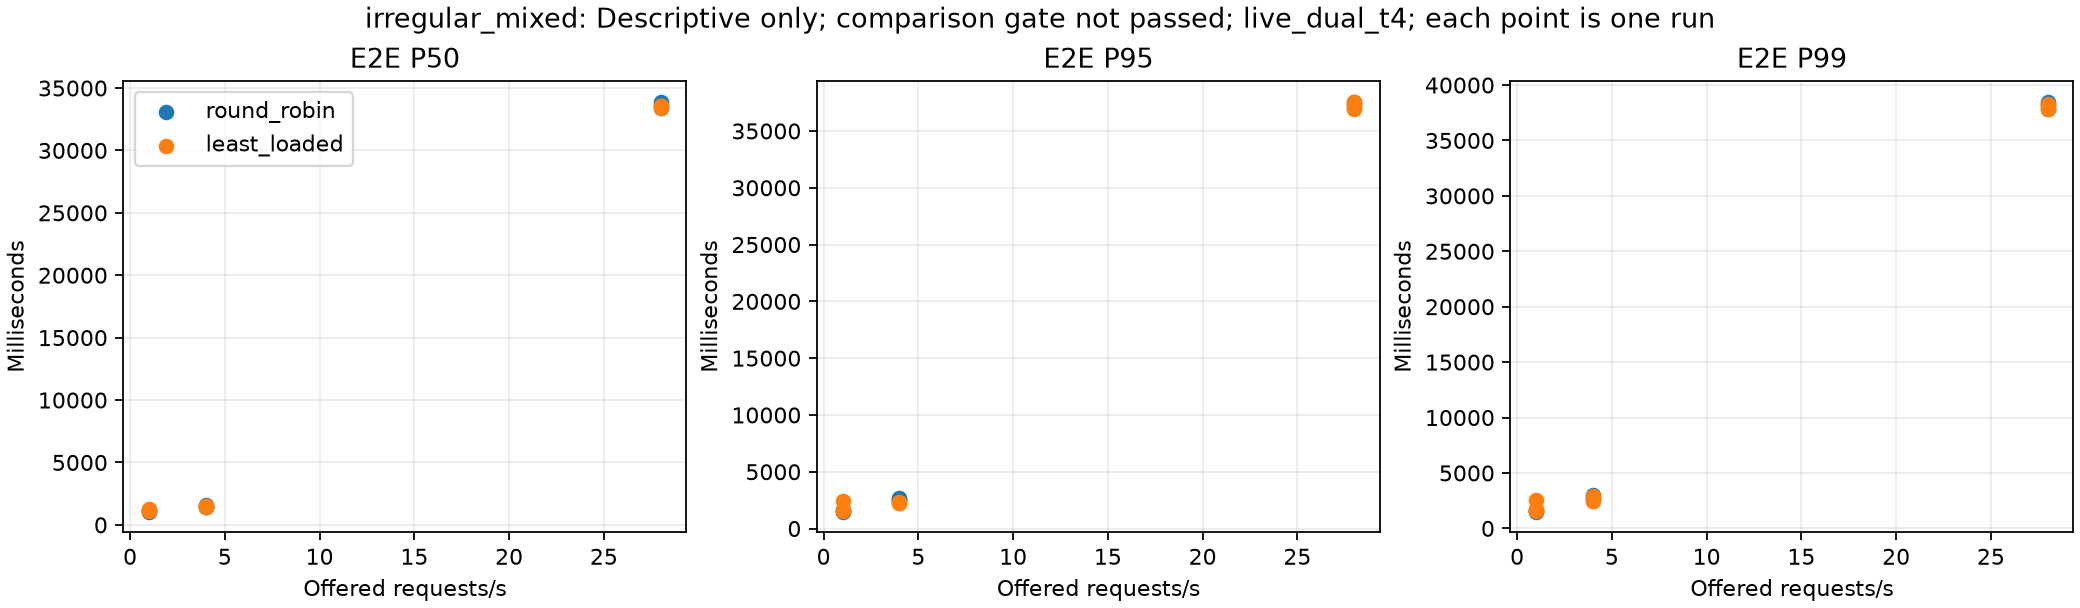 irregular_mixed: Descriptive only; comparison gate not passed; live_dual_t4; each point is one run
E2E P50
35000
30000
25000
20000
15000
10000
5000
0
Milliseconds
round_robin
least_loaded
0 5 10 15 20 25
Offered requests/s
E2E P95
35000
30000
25000
20000
15000
10000
5000
0
Milliseconds
0 5 10 15 20 25
Offered requests/s
E2E P99
40000
35000
30000
25000
20000
15000
10000
5000
0
Milliseconds
0 5 10 15 20 25
Offered requests/s